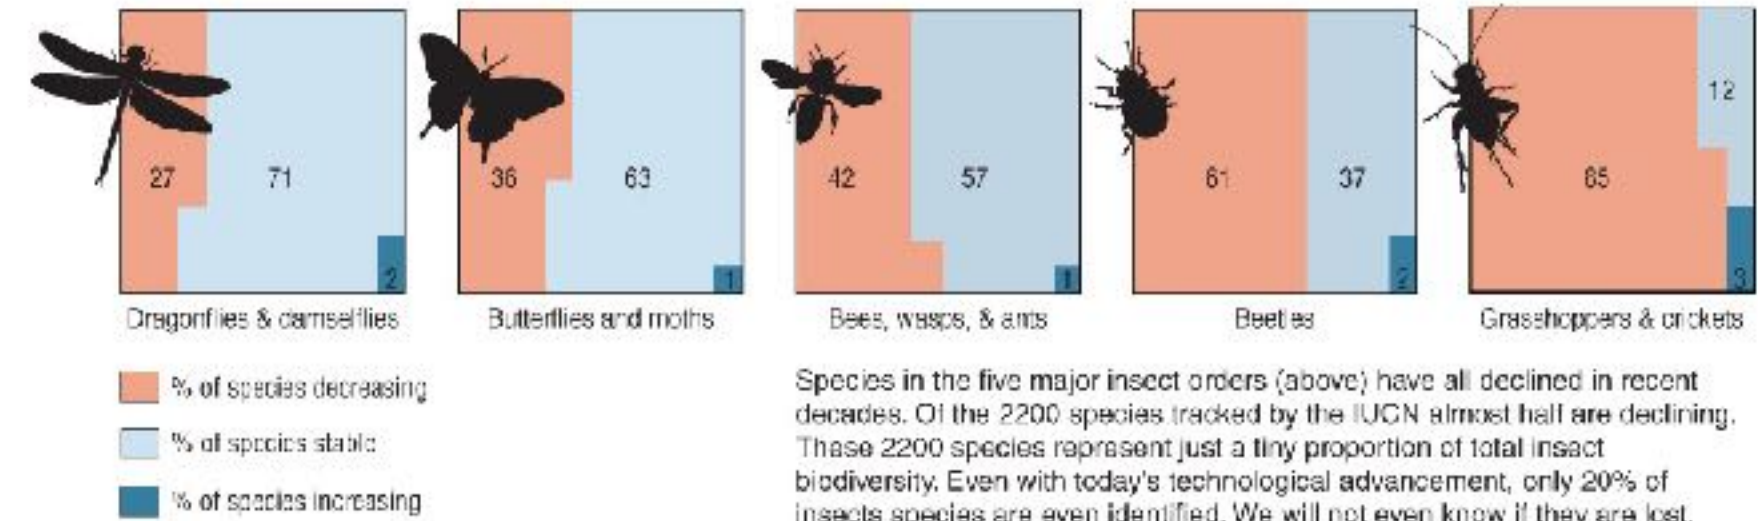 27 71 2
36 63 1
42 57 1
61 37 2
85 12 3
Dragonflies & damselflies
Butterflies and moths
Bees, wasps, & ants
Beetles
Grasshoppers & crickets
% of species decreasing
% of species stable
% of species increasing
Species in the five major insect orders (above) have all declined in recent
decades. Of the 2200 species tracked by the IUCN almost half are declining.
These 2200 species represent just a tiny proportion of total insect
biodiversity. Even with today's technological advancement, only 20% of
insects species are even identified. We will not even know if they are lost.